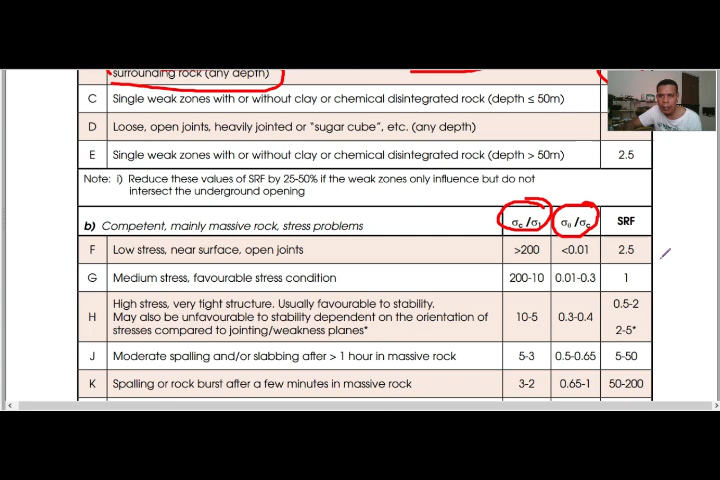 surrounding rock (any depth)
C Single weak zones with or without clay or chemical disintegrated rock (depth ≤ 50m)
D Loose, open joints, heavily jointed or “sugar cube”, etc. (any depth)
E Single weak zones with or without clay or chemical disintegrated rock (depth > 50m) 2.5
Note: i) Reduce these values of SRF by 25-50% if the weak zones only influence but do not
intersect the underground opening
b) Competent, mainly massive rock, stress problems σc /σ1 σθ /σc SRF
F Low stress, near surface, open joints >200 <0.01 2.5
G Medium stress, favourable stress condition 200-10 0.01-0.3 1
High stress, very tight structure. Usually favourable to stability. 0.5-2
H May also be unfavourable to stability dependent on the orientation of 10-5 0.3-0.4
stresses compared to jointing/weakness planes* 2-5*
J Moderate spalling and/or slabbing after > 1 hour in massive rock 5-3 0.5-0.65 5-50
K Spalling or rock burst after a few minutes in massive rock 3-2 0.65-1 50-200